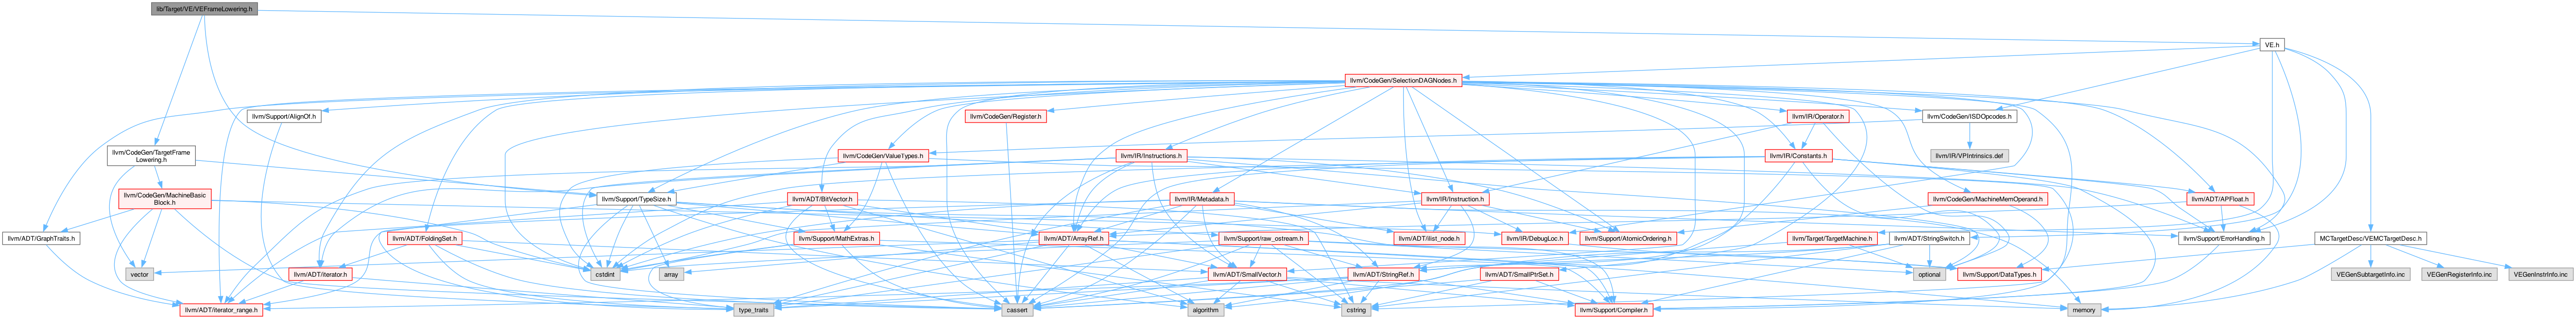 lib/Target/VE/VEFrameLowering.h
VE.h
llvm/CodeGen/SelectionDAGNodes.h
llvm/Support/AlignOf.h
llvm/CodeGen/Register.h
llvm/IR/Operator.h
llvm/CodeGen/ISDOpcodes.h
llvm/CodeGen/TargetFrame
Lowering.h
llvm/CodeGen/ValueTypes.h
llvm/IR/Instructions.h
llvm/IR/Constants.h
llvm/IR/VPIntrinsics.def
llvm/CodeGen/MachineBasic
Block.h
llvm/Support/TypeSize.h
llvm/ADT/BitVector.h
llvm/IR/Metadata.h
llvm/IR/Instruction.h
llvm/CodeGen/MachineMemOperand.h
llvm/ADT/APFloat.h
llvm/ADT/GraphTraits.h
llvm/ADT/FoldingSet.h
llvm/Support/MathExtras.h
llvm/ADT/ArrayRef.h
llvm/Support/raw_ostream.h
llvm/ADT/ilist_node.h
llvm/IR/DebugLoc.h
llvm/Support/AtomicOrdering.h
llvm/Target/TargetMachine.h
llvm/ADT/StringSwitch.h
llvm/Support/ErrorHandling.h
MCTargetDesc/VEMCTargetDesc.h
vector
llvm/ADT/iterator.h
cstdint
array
llvm/ADT/SmallVector.h
llvm/ADT/StringRef.h
llvm/ADT/SmallPtrSet.h
optional
llvm/Support/DataTypes.h
VEGenSubtargetInfo.inc
VEGenRegisterInfo.inc
VEGenInstrInfo.inc
llvm/ADT/iterator_range.h
type_traits
cassert
algorithm
cstring
llvm/Support/Compiler.h
memory